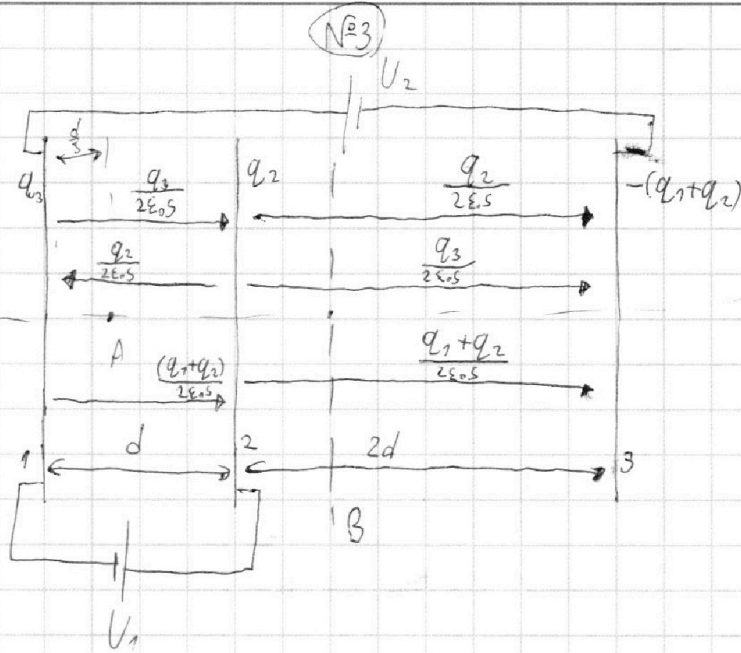 №3
U₂
d/3
q₃ q₃/2ε₀S q₂ q₂/2ε₀S -(q₁+q₂)
q₂/2ε₀S q₃/2ε₀S
A (q₁+q₂)/2ε₀S q₁+q₂/2ε₀S
1 d 2 2d 3
B
U₁